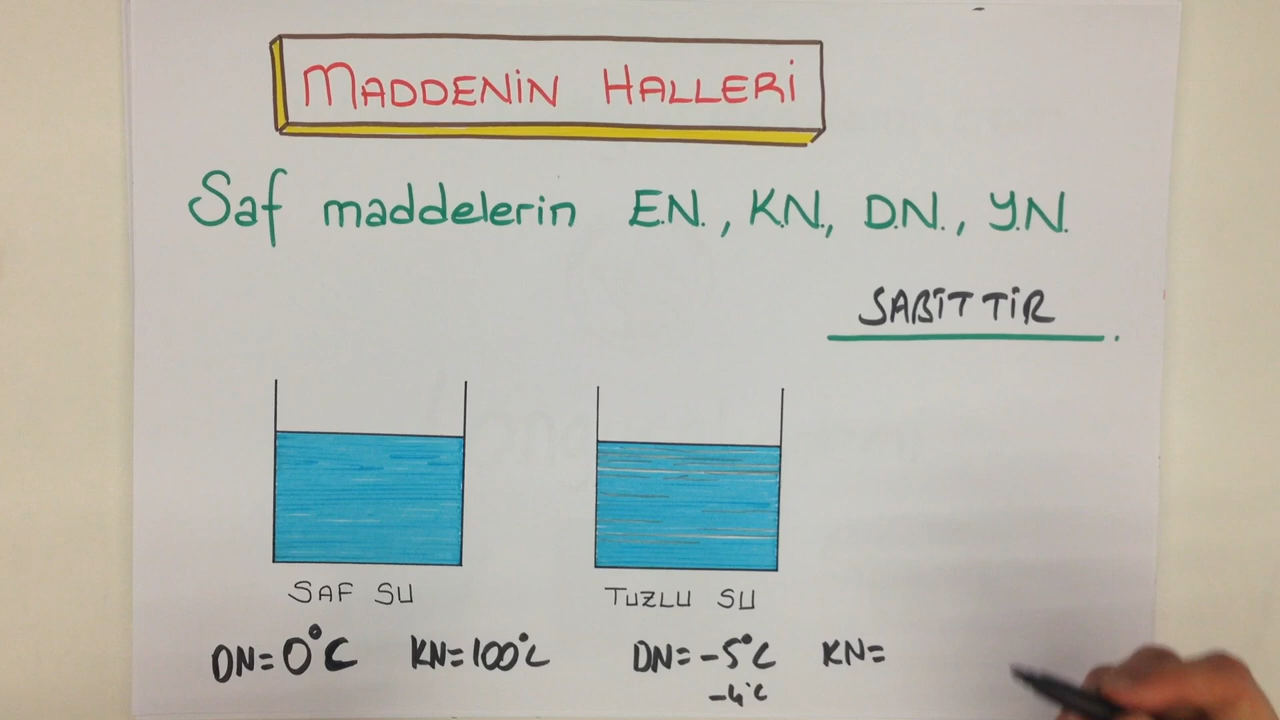 MADDENİN HALLERİ
Saf maddelerin E.N., K.N., D.N., Y.N.
SABİTTİR.
SAF SU TUZLU SU
DN=0°C KN=100°C DN=-5°C KN=
-4°C